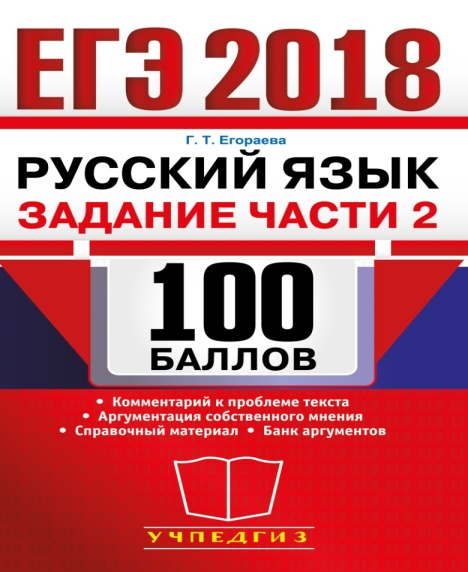 ЕГЭ 2018
Г. Т. Егораева
РУССКИЙ ЯЗЫК
ЗАДАНИЕ ЧАСТИ 2
100
БАЛЛОВ
• Комментарий к проблеме текста
• Аргументация собственного мнения
• Справочный материал • Банк аргументов
УЧПЕДГИЗ